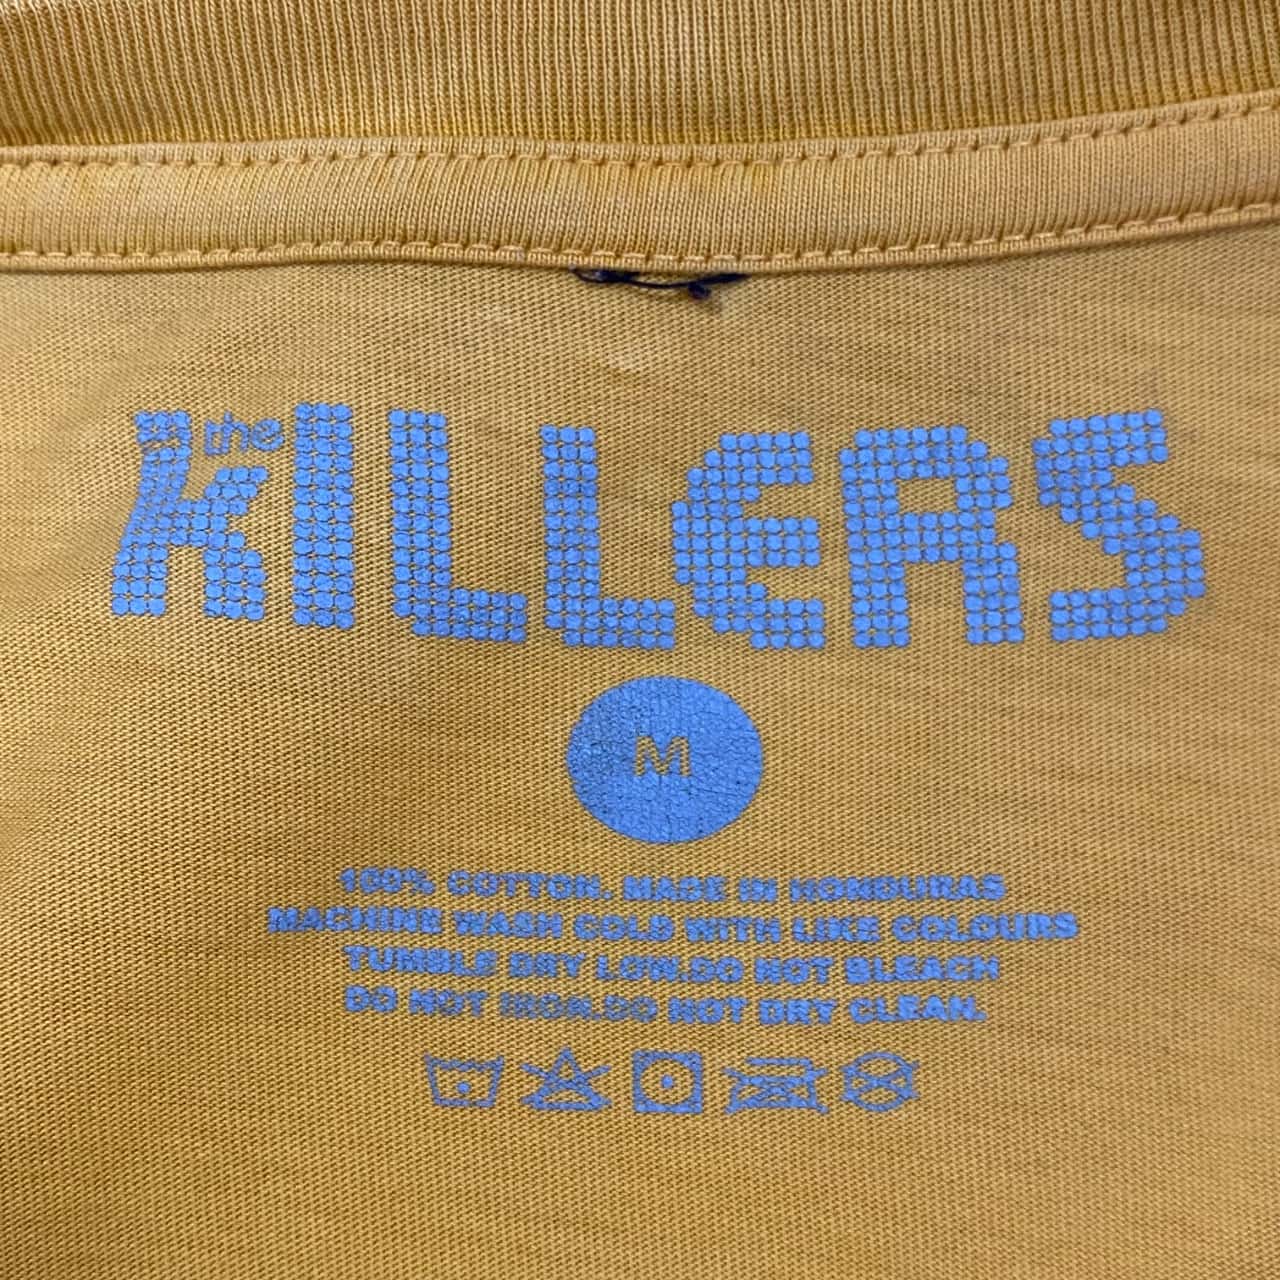 the KILLERS
M
100% COTTON. MADE IN HONDURAS
MACHINE WASH COLD WITH LIKE COLOURS
TUMBLE DRY LOW.DO NOT BLEACH
DO NOT IRON.DO NOT DRY CLEAN.